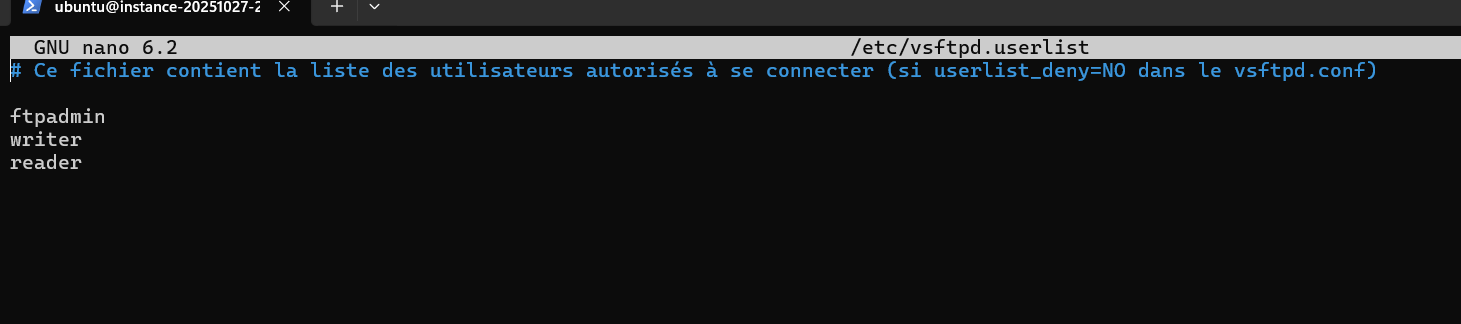 ubuntu@instance-20251027-2
GNU nano 6.2 /etc/vsftpd.userlist
# Ce fichier contient la liste des utilisateurs autorisés à se connecter (si userlist_deny=NO dans le vsftpd.conf)
ftpadmin
writer
reader